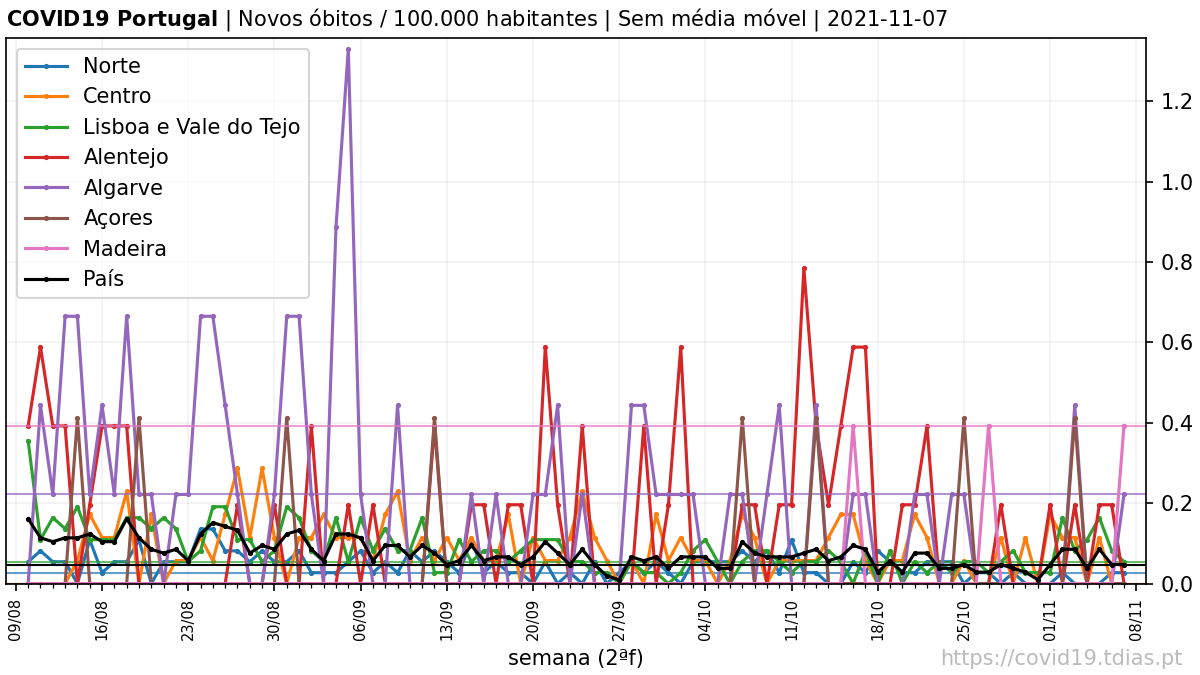 COVID19 Portugal | Novos óbitos / 100.000 habitantes | Sem média móvel | 2021-11-07
Norte
Centro
Lisboa e Vale do Tejo
Alentejo
Algarve
Açores
Madeira
País
1.2
1.0
0.8
0.6
0.4
0.2
0.0
09/08 16/08 23/08 30/08 06/09 13/09 20/09 27/09 04/10 11/10 18/10 25/10 01/11 08/11
semana (2ªf)
https://covid19.tdias.pt